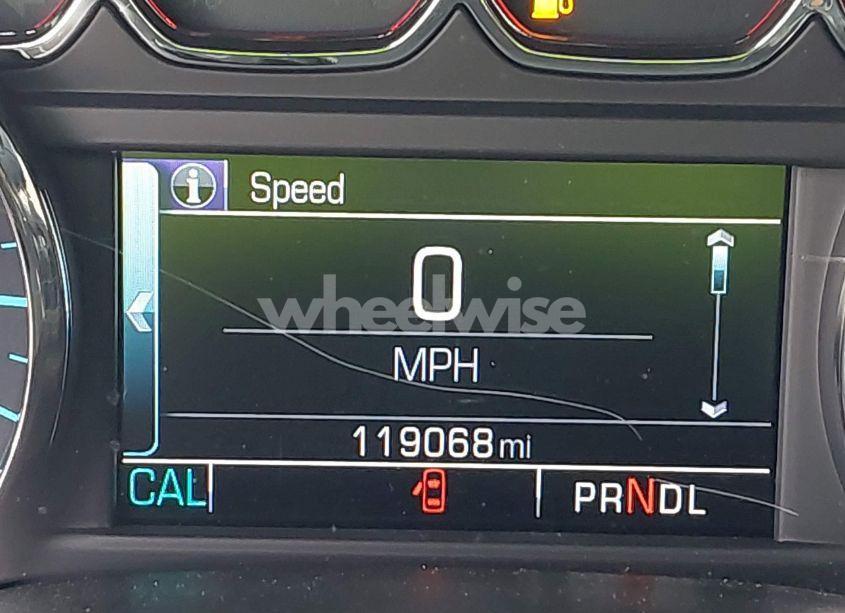 Speed
0
wheelwise
MPH
119068 mi
CAL PRNDL